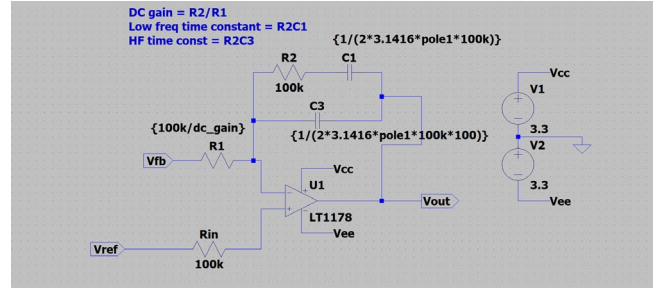 DC gain = R2/R1
Low freq time constant = R2C1
HF time const = R2C3
{1/(2*3.1416*pole1*100k)}
R2
C1
100k
C3
{1/(2*3.1416*pole1*100k*100)}
{100k/dc_gain}
R1
Vfb
Vcc
U1
LT1178
Vee
Vout
Rin
Vref
100k
Vcc
V1
3.3
V2
3.3
Vee